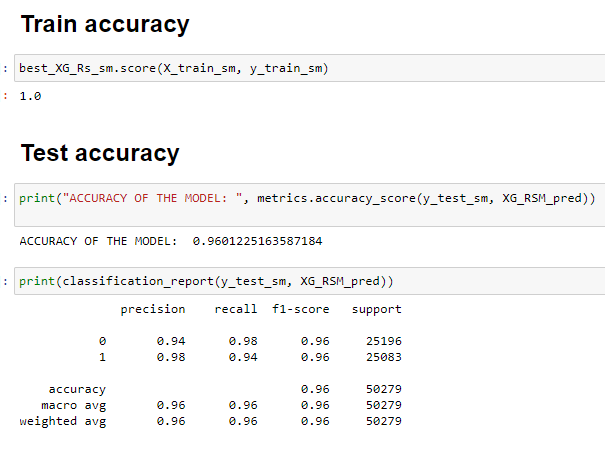 Train accuracy
: best_XG_Rs_sm.score(X_train_sm, y_train_sm)
: 1.0
Test accuracy
: print("ACCURACY OF THE MODEL: ", metrics.accuracy_score(y_test_sm, XG_RSM_pred))
ACCURACY OF THE MODEL:  0.9601225163587184
: print(classification_report(y_test_sm, XG_RSM_pred))
precision recall f1-score support
0 0.94 0.98 0.96 25196
1 0.98 0.94 0.96 25083
accuracy 0.96 50279
macro avg 0.96 0.96 0.96 50279
weighted avg 0.96 0.96 0.96 50279